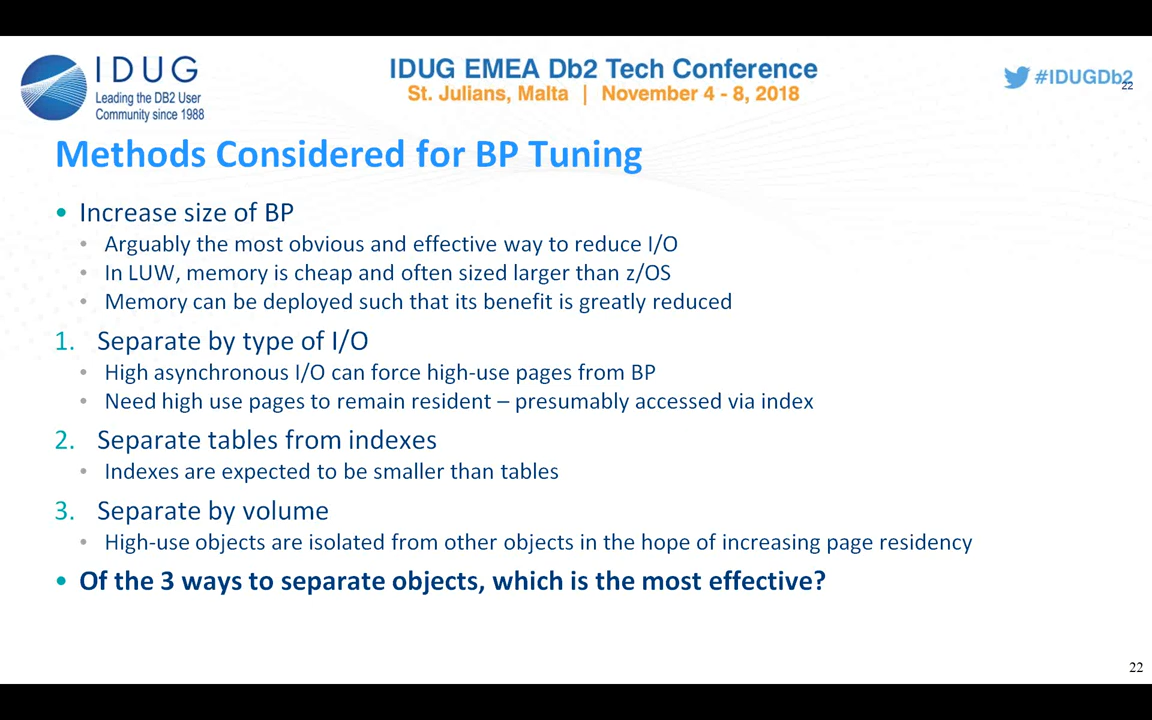 IDUG
Leading the DB2 User
Community since 1988
IDUG EMEA Db2 Tech Conference
St. Julians, Malta | November 4 - 8, 2018
#IDUGDb2
22
Methods Considered for BP Tuning
• Increase size of BP
• Arguably the most obvious and effective way to reduce I/O
• In LUW, memory is cheap and often sized larger than z/OS
• Memory can be deployed such that its benefit is greatly reduced
1. Separate by type of I/O
• High asynchronous I/O can force high-use pages from BP
• Need high use pages to remain resident – presumably accessed via index
2. Separate tables from indexes
• Indexes are expected to be smaller than tables
3. Separate by volume
• High-use objects are isolated from other objects in the hope of increasing page residency
• Of the 3 ways to separate objects, which is the most effective?
22